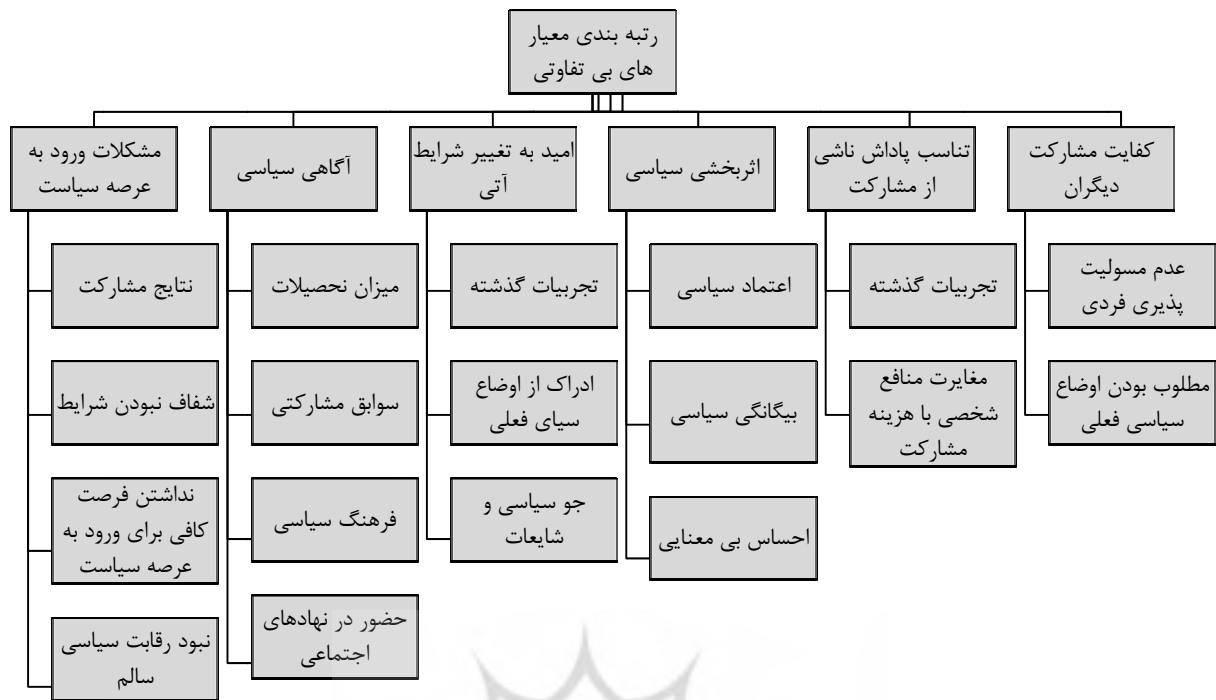 رتبه بندی معیار
های بی تفاوتی
کفایت مشارکت
دیگران
عدم مسولیت
پذیری فردی
مطلوب بودن اوضاع
سیاسی فعلی
تناسب پاداش ناشی
از مشارکت
تجربیات گذشته
مغایرت منافع
شخصی با هزینه
مشارکت
اثربخشی سیاسی
اعتماد سیاسی
بیگانگی سیاسی
احساس بی معنایی
امید به تغییر شرایط
آتی
تجربیات گذشته
ادراک از اوضاع
سیای فعلی
جو سیاسی و
شایعات
آگاهی سیاسی
میزان نحصیلات
سوابق مشارکتی
فرهنگ سیاسی
حضور در نهادهای
اجتماعی
مشکلات ورود به
عرصه سیاست
نتایج مشارکت
شفاف نبودن شرایط
نداشتن فرصت
کافی برای ورود به
عرصه سیاست
نبود رقابت سیاسی
سالم